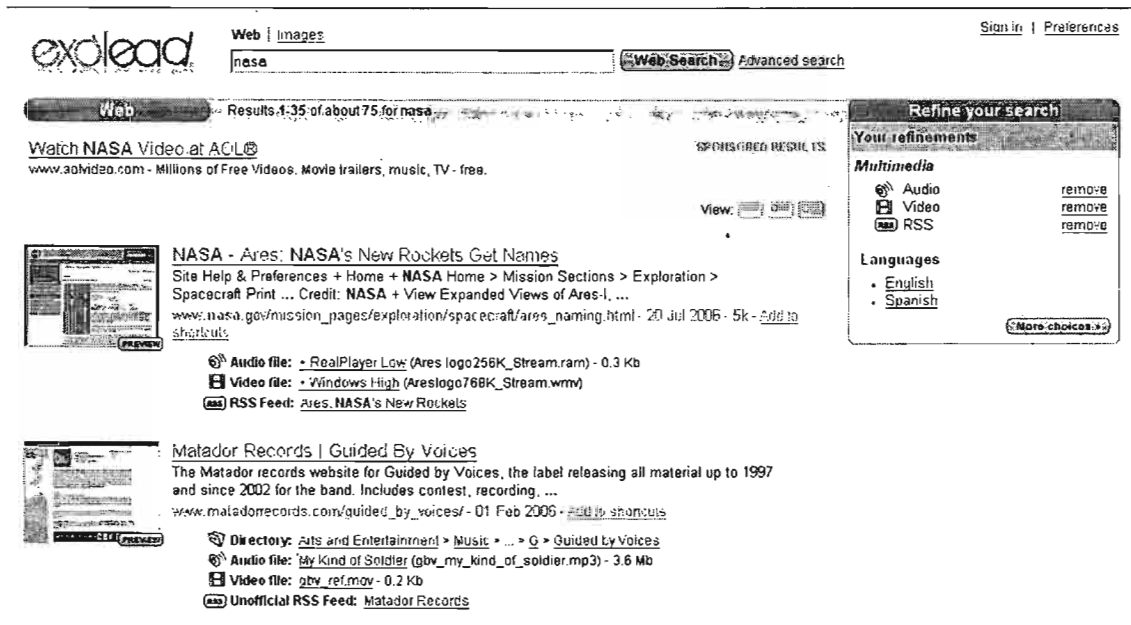 exalead
Web | Images
Sign in | Preferences
nasa
Web Search Advanced search
Web Results 1-35 of about 75 for nasa
Refine your search
Your refinements
Watch NASA Video at AOL®
SPONSORED RESULTS
www.aolvideo.com - Millions of Free Videos. Movie trailers, music, TV - free.
Multimedia
Audio remove
Video remove
RSS RSS remove
View:
Languages
• English
• Spanish
More choices »
NASA - Ares: NASA's New Rockets Get Names
Site Help & Preferences + Home + NASA Home > Mission Sections > Exploration >
Spacecraft Print ... Credit: NASA + View Expanded Views of Ares-I, ...
www.nasa.gov/mission_pages/exploration/spacecraft/ares_naming.html - 20 Jul 2006 - 5k - Add to
shortcuts
PREVIEW
Audio file: • RealPlayer Low (Ares logo256K_Stream.ram) - 0.3 Kb
Video file: • Windows High (Areslogo768K_Stream.wmv)
RSS RSS Feed: Ares: NASA's New Rockets
Matador Records | Guided By Voices
The Matador records website for Guided by Voices, the label releasing all material up to 1997
and since 2002 for the band. Includes contest, recording, ...
www.matadorrecords.com/guided_by_voices/ - 01 Feb 2006 - Add to shortcuts
PREVIEW
Directory: Arts and Entertainment > Music > ... > G > Guided by Voices
Audio file: My Kind of Soldier (gbv_my_kind_of_soldier.mp3) - 3.6 Mb
Video file: gbv_ref.mov - 0.2 Kb
RSS Unofficial RSS Feed: Matador Records